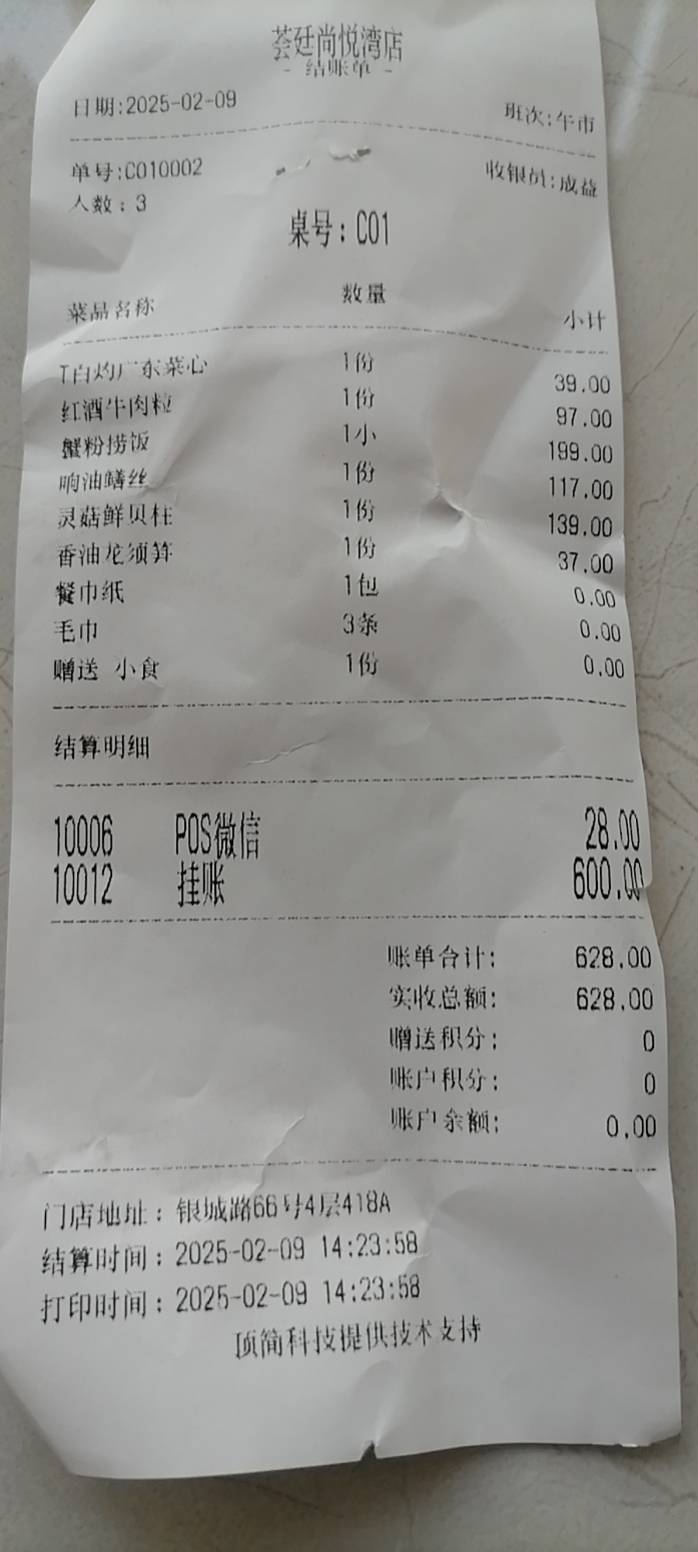 荟廷尚悦湾店
- 结账单 -
日期:2025-02-09 班次:午市
单号:C010002 收银员:成益
人数：3
桌号：C01
菜品名称 数量 小计
T白灼广东菜心 1份 39.00
红酒牛肉粒 1份 97.00
蟹粉捞饭 1小 199.00
响油鳝丝 1份 117.00
灵菇鲜贝柱 1份 139.00
香油龙须笋 1份 37.00
餐巾纸 1包 0.00
毛巾 3条 0.00
赠送 小食 1份 0.00
结算明细
10006 POS微信 28.00
10012 挂账 600.00
账单合计: 628.00
实收总额: 628.00
赠送积分: 0
账户积分: 0
账户余额: 0.00
门店地址：银城路66号4层418A
结算时间：2025-02-09 14:23:58
打印时间：2025-02-09 14:23:58
顶简科技提供技术支持